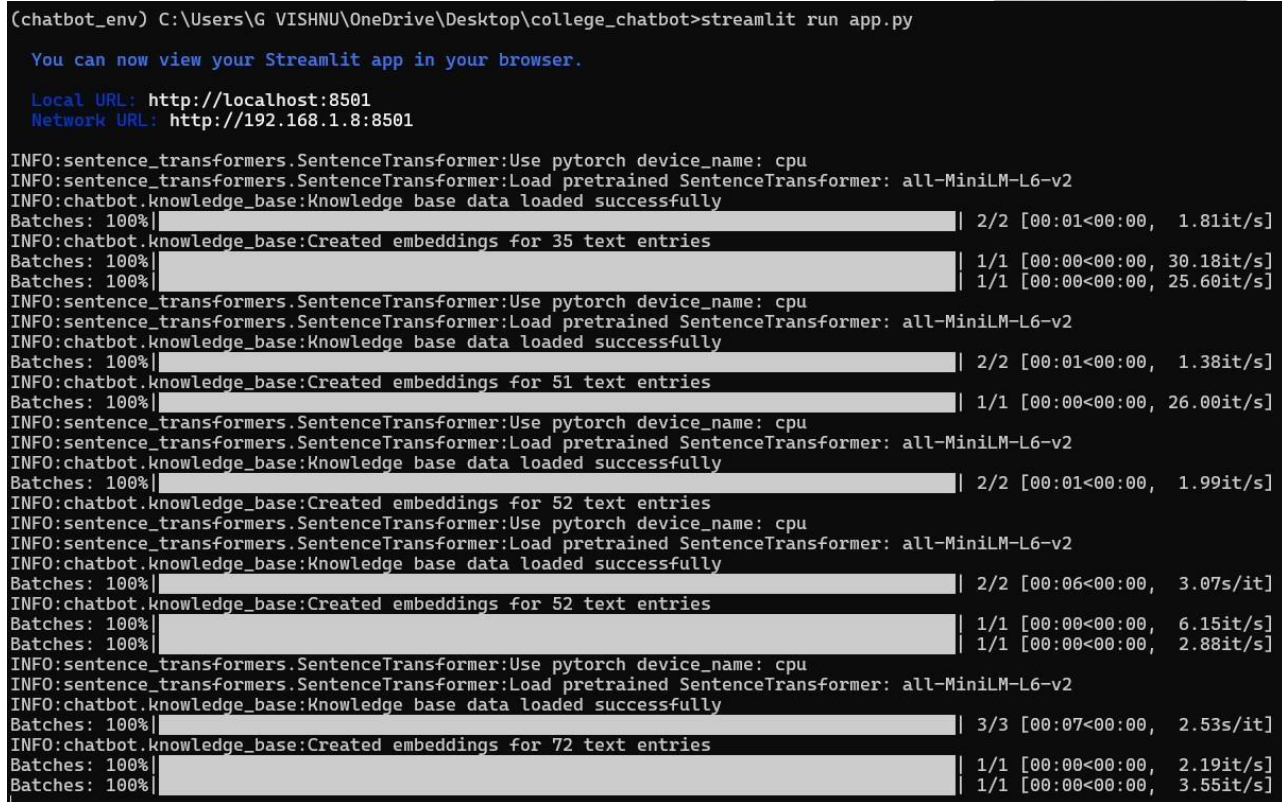 (chatbot_env) C:\Users\G VISHNU\OneDrive\Desktop\college_chatbot>streamlit run app.py
You can now view your Streamlit app in your browser.
Local URL: http://localhost:8501
Network URL: http://192.168.1.8:8501
INFO:sentence_transformers.SentenceTransformer:Use pytorch device_name: cpu
INFO:sentence_transformers.SentenceTransformer:Load pretrained SentenceTransformer: all-MiniLM-L6-v2
INFO:chatbot.knowledge_base:Knowledge base data loaded successfully
Batches: 100%| | 2/2 [00:01<00:00, 1.81it/s]
INFO:chatbot.knowledge_base:Created embeddings for 35 text entries
Batches: 100%| | 1/1 [00:00<00:00, 30.18it/s]
Batches: 100%| | 1/1 [00:00<00:00, 25.60it/s]
INFO:sentence_transformers.SentenceTransformer:Use pytorch device_name: cpu
INFO:sentence_transformers.SentenceTransformer:Load pretrained SentenceTransformer: all-MiniLM-L6-v2
INFO:chatbot.knowledge_base:Knowledge base data loaded successfully
Batches: 100%| | 2/2 [00:01<00:00, 1.38it/s]
INFO:chatbot.knowledge_base:Created embeddings for 51 text entries
Batches: 100%| | 1/1 [00:00<00:00, 26.00it/s]
INFO:sentence_transformers.SentenceTransformer:Use pytorch device_name: cpu
INFO:sentence_transformers.SentenceTransformer:Load pretrained SentenceTransformer: all-MiniLM-L6-v2
INFO:chatbot.knowledge_base:Knowledge base data loaded successfully
Batches: 100%| | 2/2 [00:01<00:00, 1.99it/s]
INFO:chatbot.knowledge_base:Created embeddings for 52 text entries
INFO:sentence_transformers.SentenceTransformer:Use pytorch device_name: cpu
INFO:sentence_transformers.SentenceTransformer:Load pretrained SentenceTransformer: all-MiniLM-L6-v2
INFO:chatbot.knowledge_base:Knowledge base data loaded successfully
Batches: 100%| | 2/2 [00:06<00:00, 3.07s/it]
INFO:chatbot.knowledge_base:Created embeddings for 52 text entries
Batches: 100%| | 1/1 [00:00<00:00, 6.15it/s]
Batches: 100%| | 1/1 [00:00<00:00, 2.88it/s]
INFO:sentence_transformers.SentenceTransformer:Use pytorch device_name: cpu
INFO:sentence_transformers.SentenceTransformer:Load pretrained SentenceTransformer: all-MiniLM-L6-v2
INFO:chatbot.knowledge_base:Knowledge base data loaded successfully
Batches: 100%| | 3/3 [00:07<00:00, 2.53s/it]
INFO:chatbot.knowledge_base:Created embeddings for 72 text entries
Batches: 100%| | 1/1 [00:00<00:00, 2.19it/s]
Batches: 100%| | 1/1 [00:00<00:00, 3.55it/s]